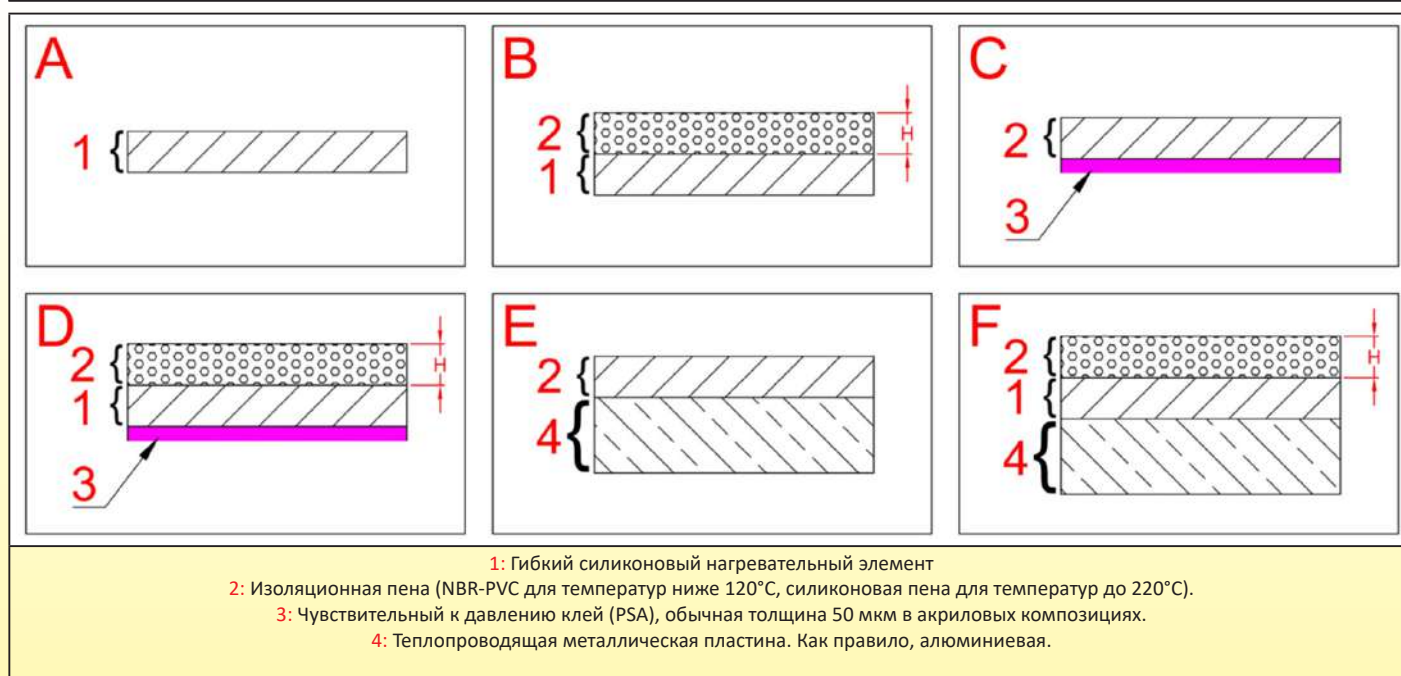 A
1
B
2
H
1
C
2
3
D
2
H
1
3
E
2
4
F
2
H
1
4
1: Гибкий силиконовый нагревательный элемент
2: Изоляционная пена (NBR-PVC для температур ниже 120°C, силиконовая пена для температур до 220°C).
3: Чувствительный к давлению клей (PSA), обычная толщина 50 мкм в акриловых композициях.
4: Теплопроводящая металлическая пластина. Как правило, алюминиевая.